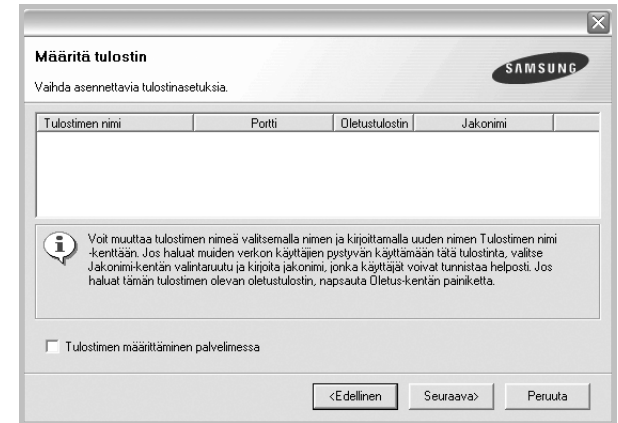 Määritä tulostin
SAMSUNG
Vaihda asennettavia tulostinasetuksia.
Tulostimen nimi Portti Oletustulostin Jakonimi
Voit muuttaa tulostimen nimeä valitsemalla nimen ja kirjoittamalla uuden nimen Tulostimen nimi
-kenttään. Jos haluat muiden verkon käyttäjien pystyvän käyttämään tätä tulostinta, valitse
Jakonimi-kentän valintaruutu ja kirjoita jakonimi, jonka käyttäjät voivat tunnistaa helposti. Jos
haluat tämän tulostimen olevan oletustulostin, napsauta Oletus-kentän painiketta.
Tulostimen määrittäminen palvelimessa
<Edellinen Seuraava> Peruuta